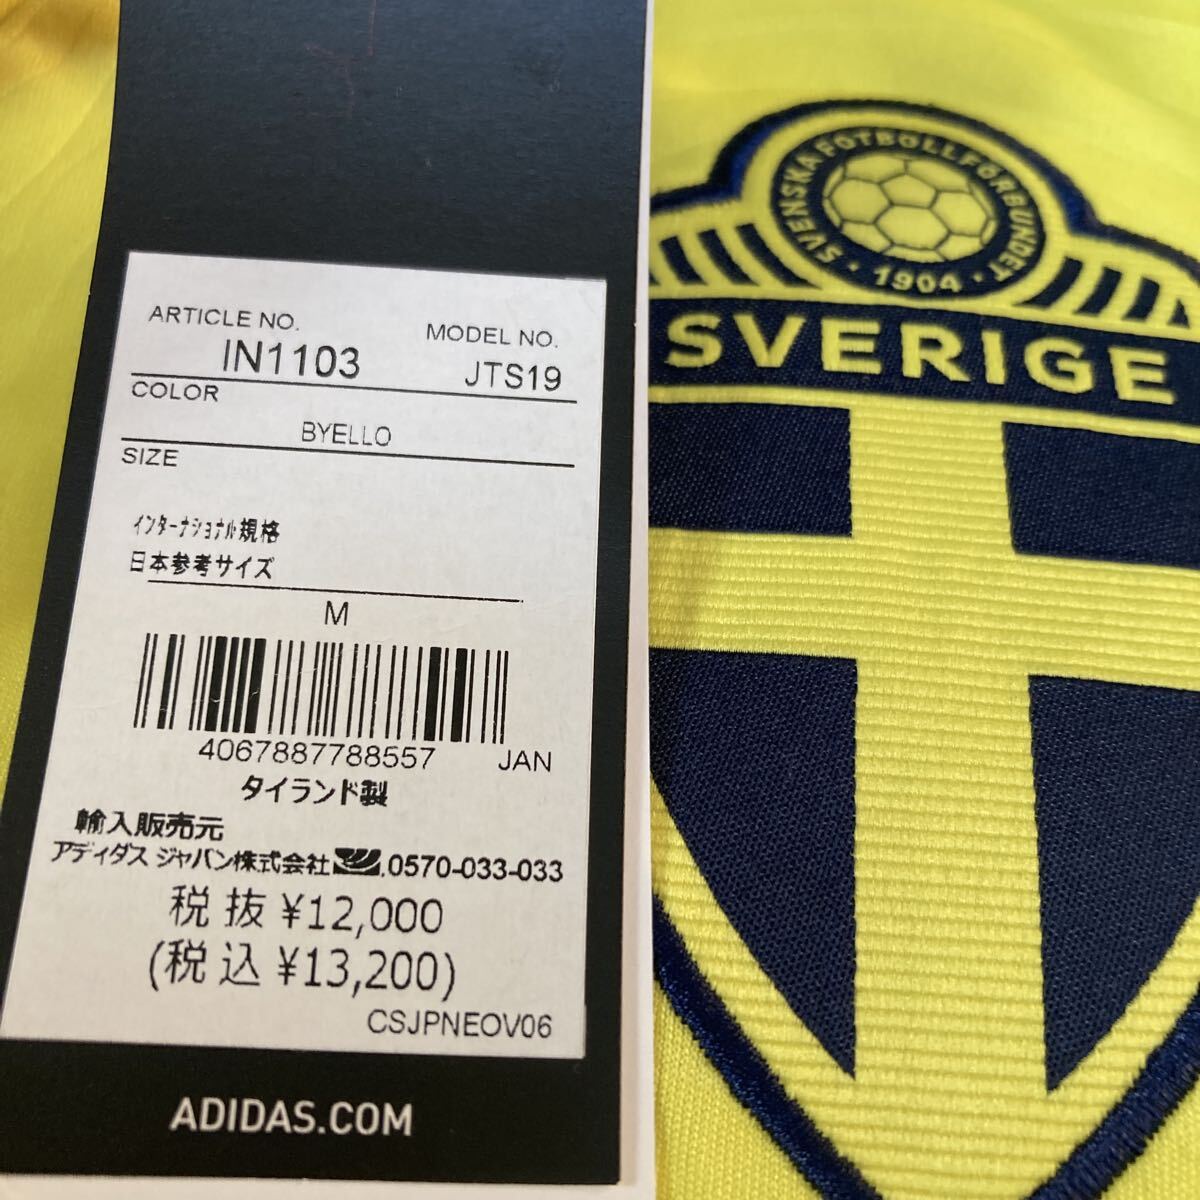 ARTICLE NO.
MODEL NO.
IN1103
JTS19
COLOR
BYELLO
SIZE
インターナショナル規格
日本参考サイズ
M
4067887788557
JAN
タイランド製
輸入販売元
アディダス ジャパン株式会社 0570-033-033
税 抜 ¥12,000
(税 込 ¥13,200)
CSJPNEOV06
ADIDAS.COM
SVENSKA FOTBOLLFÖRBUNDET
· 1904 ·
SVERIGE